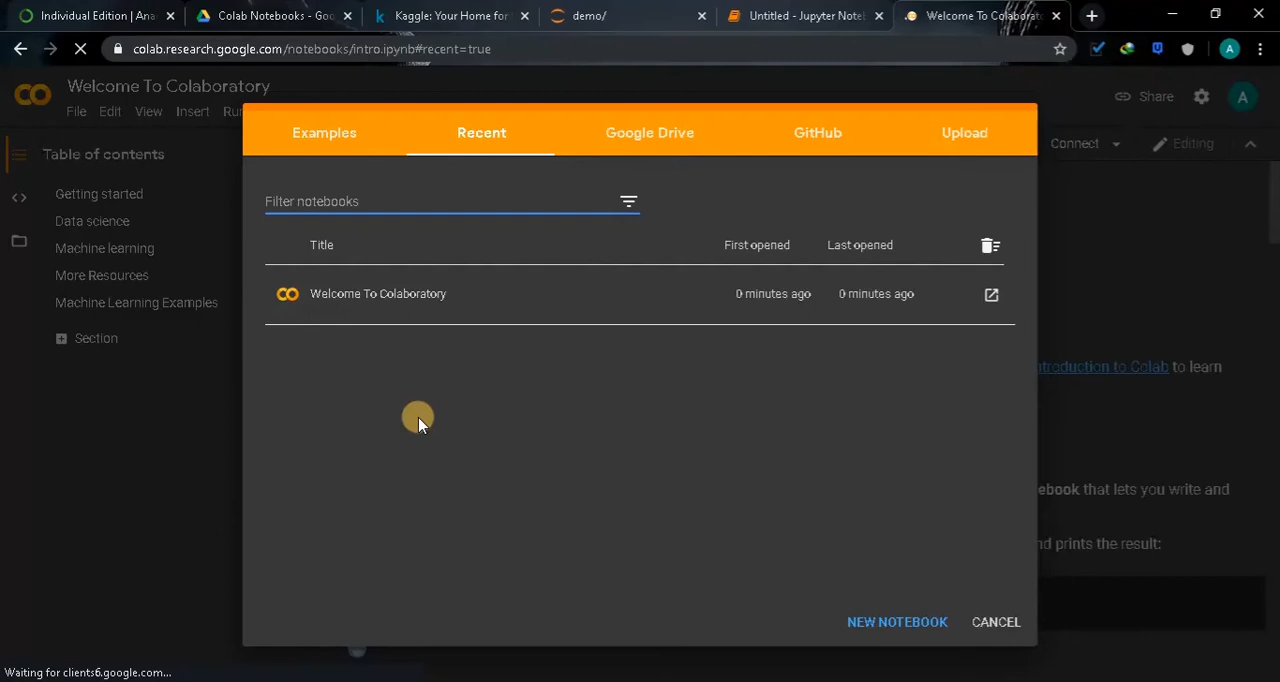 Individual Edition | Ana
Colab Notebooks - Goo
Kaggle: Your Home for
demo/
Untitled - Jupyter Note
Welcome To Colaborato
colab.research.google.com/notebooks/intro.ipynb#recent=true
A
Welcome To Colaboratory
File Edit View Insert Ru
Share
A
Examples Recent Google Drive GitHub Upload
Connect
Editing
Table of contents
Getting started
Data science
Machine learning
More Resources
Machine Learning Examples
Section
Filter notebooks
Title First opened Last opened
Welcome To Colaboratory 0 minutes ago 0 minutes ago
ntroduction to Colab to learn
ebook that lets you write and
nd prints the result:
NEW NOTEBOOK CANCEL
Waiting for clients6.google.com...